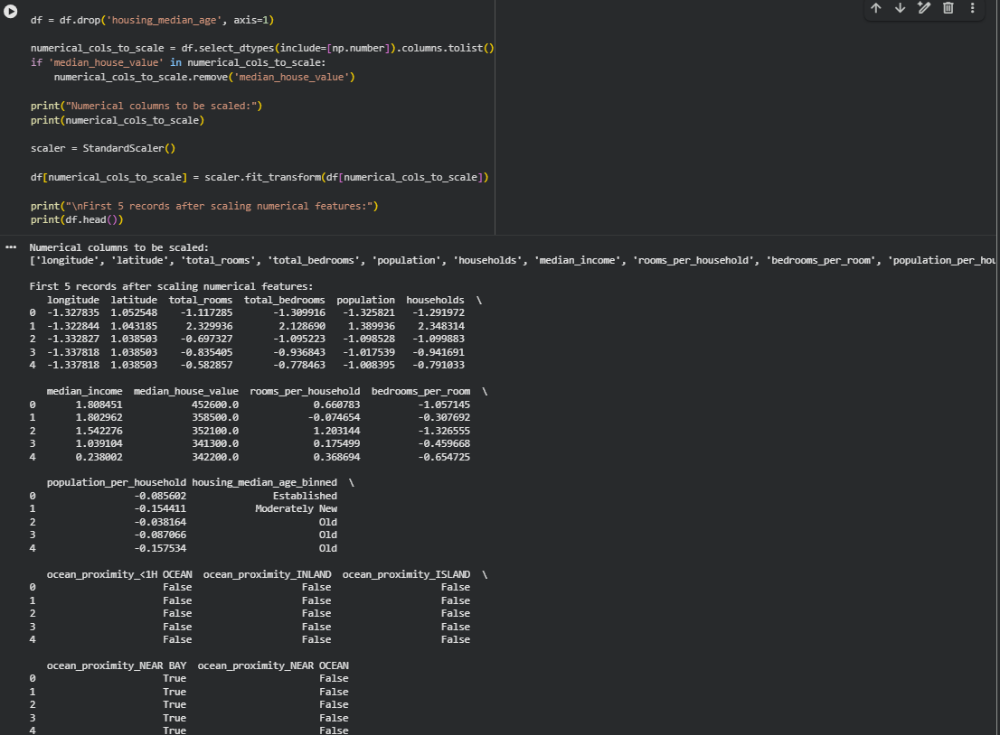 df = df.drop('housing_median_age', axis=1)
numerical_cols_to_scale = df.select_dtypes(include=[np.number]).columns.tolist()
if 'median_house_value' in numerical_cols_to_scale:
    numerical_cols_to_scale.remove('median_house_value')
print("Numerical columns to be scaled:")
print(numerical_cols_to_scale)
scaler = StandardScaler()
df[numerical_cols_to_scale] = scaler.fit_transform(df[numerical_cols_to_scale])
print("\nFirst 5 records after scaling numerical features:")
print(df.head())
Numerical columns to be scaled:
['longitude', 'latitude', 'total_rooms', 'total_bedrooms', 'population', 'households', 'median_income', 'rooms_per_household', 'bedrooms_per_room', 'population_per_hou
First 5 records after scaling numerical features:
   longitude  latitude  total_rooms  total_bedrooms  population  households  \
0  -1.327835  1.052548    -1.117285       -1.309916   -1.325821   -1.291972
1  -1.322844  1.043185     2.329936        2.128690    1.389936    2.348314
2  -1.332827  1.038503    -0.697327       -1.095223   -1.098528   -1.099883
3  -1.337818  1.038503    -0.835405       -0.936843   -1.017539   -0.941691
4  -1.337818  1.038503    -0.582857       -0.778463   -1.008395   -0.791033
   median_income  median_house_value  rooms_per_household  bedrooms_per_room  \
0       1.808451            452600.0             0.660783          -1.057145
1       1.802962            358500.0            -0.074654          -0.307692
2       1.542276            352100.0             1.203144          -1.326555
3       1.039104            341300.0             0.175499          -0.459668
4       0.238002            342200.0             0.368694          -0.654725
   population_per_household housing_median_age_binned  \
0                 -0.085602               Established
1                 -0.154411            Moderately New
2                 -0.038164                       Old
3                 -0.087066                       Old
4                 -0.157534                       Old
   ocean_proximity_<1H OCEAN  ocean_proximity_INLAND  ocean_proximity_ISLAND  \
0                      False                   False                   False
1                      False                   False                   False
2                      False                   False                   False
3                      False                   False                   False
4                      False                   False                   False
   ocean_proximity_NEAR BAY  ocean_proximity_NEAR OCEAN
0                      True                       False
1                      True                       False
2                      True                       False
3                      True                       False
4                      True                       False